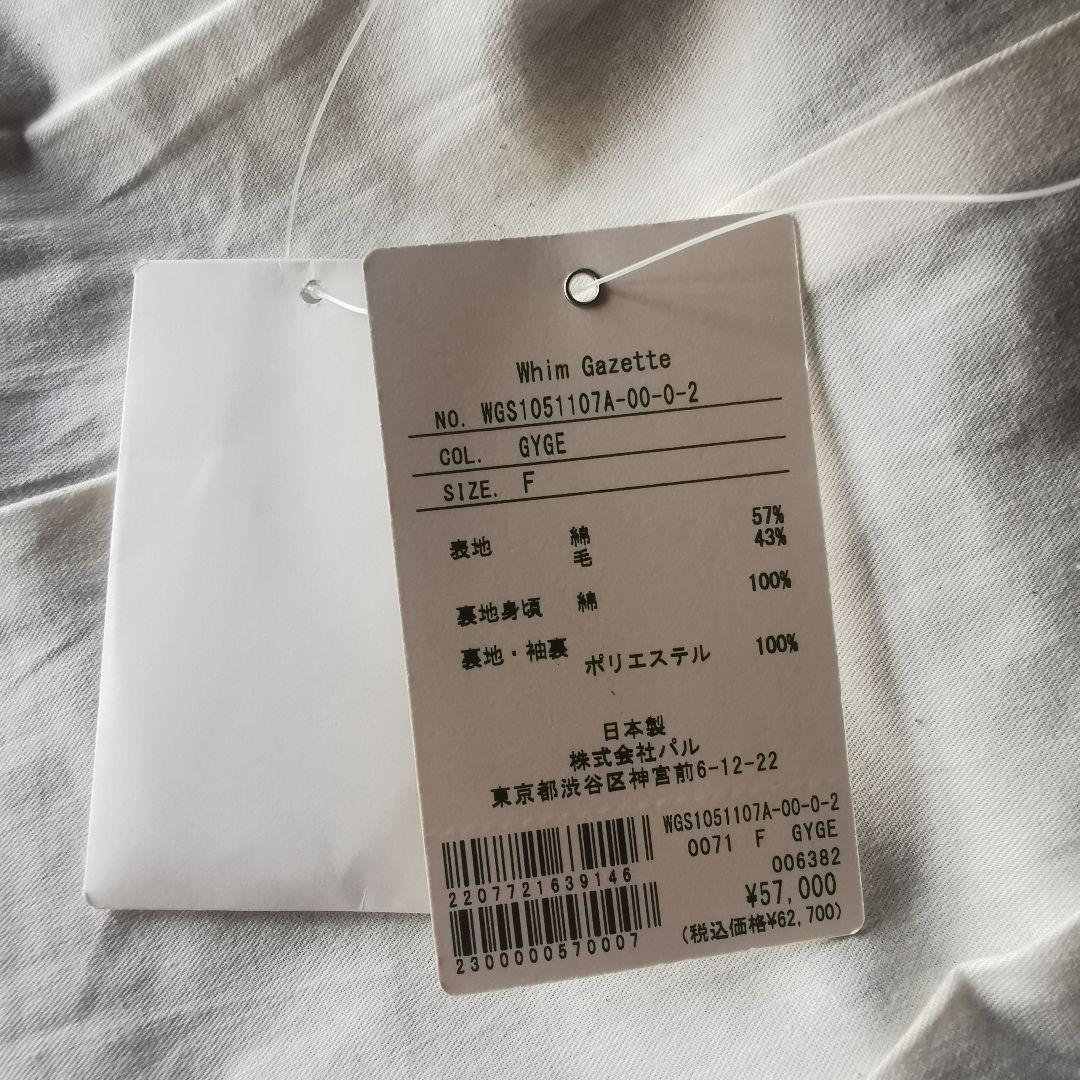 Whim Gazette
NO. WGS1051107A-00-0-2
COL. GYGE
SIZE. F
表地 綿 57%
毛 43%
裏地身頃 綿 100%
裏地・袖裏 ポリエステル 100%
日本製
株式会社パル
東京都渋谷区神宮前6-12-22
WGS1051107A-00-0-2
0071 F GYGE
006382
2207721639146
¥57,000
(税込価格¥62,700)
2300000570007